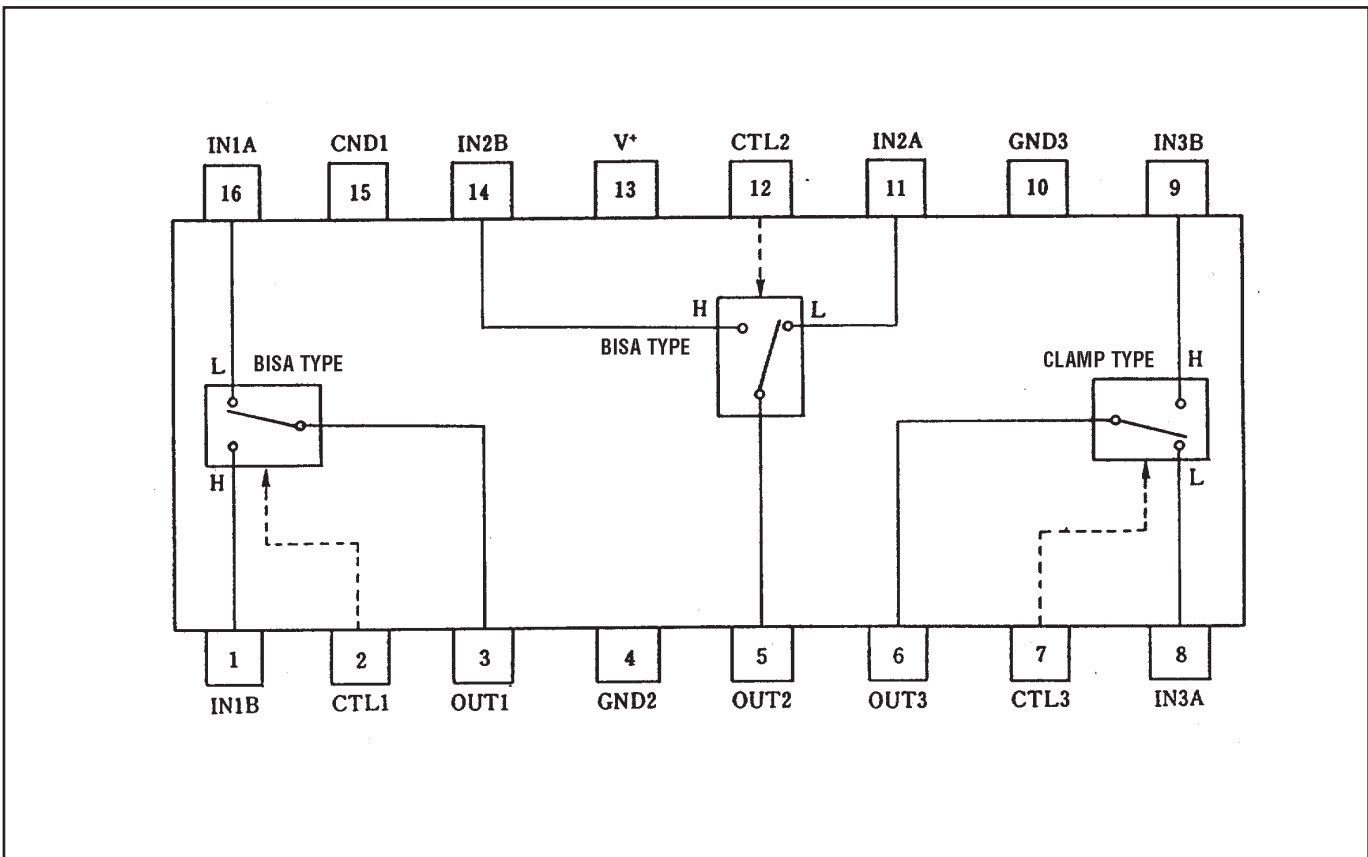 IN1A CND1 IN2B V+ CTL2 IN2A GND3 IN3B
16 15 14 13 12 11 10 9
H L
BISA TYPE
L BISA TYPE
CLAMP TYPE H
H
L
1 2 3 4 5 6 7 8
IN1B CTL1 OUT1 GND2 OUT2 OUT3 CTL3 IN3A